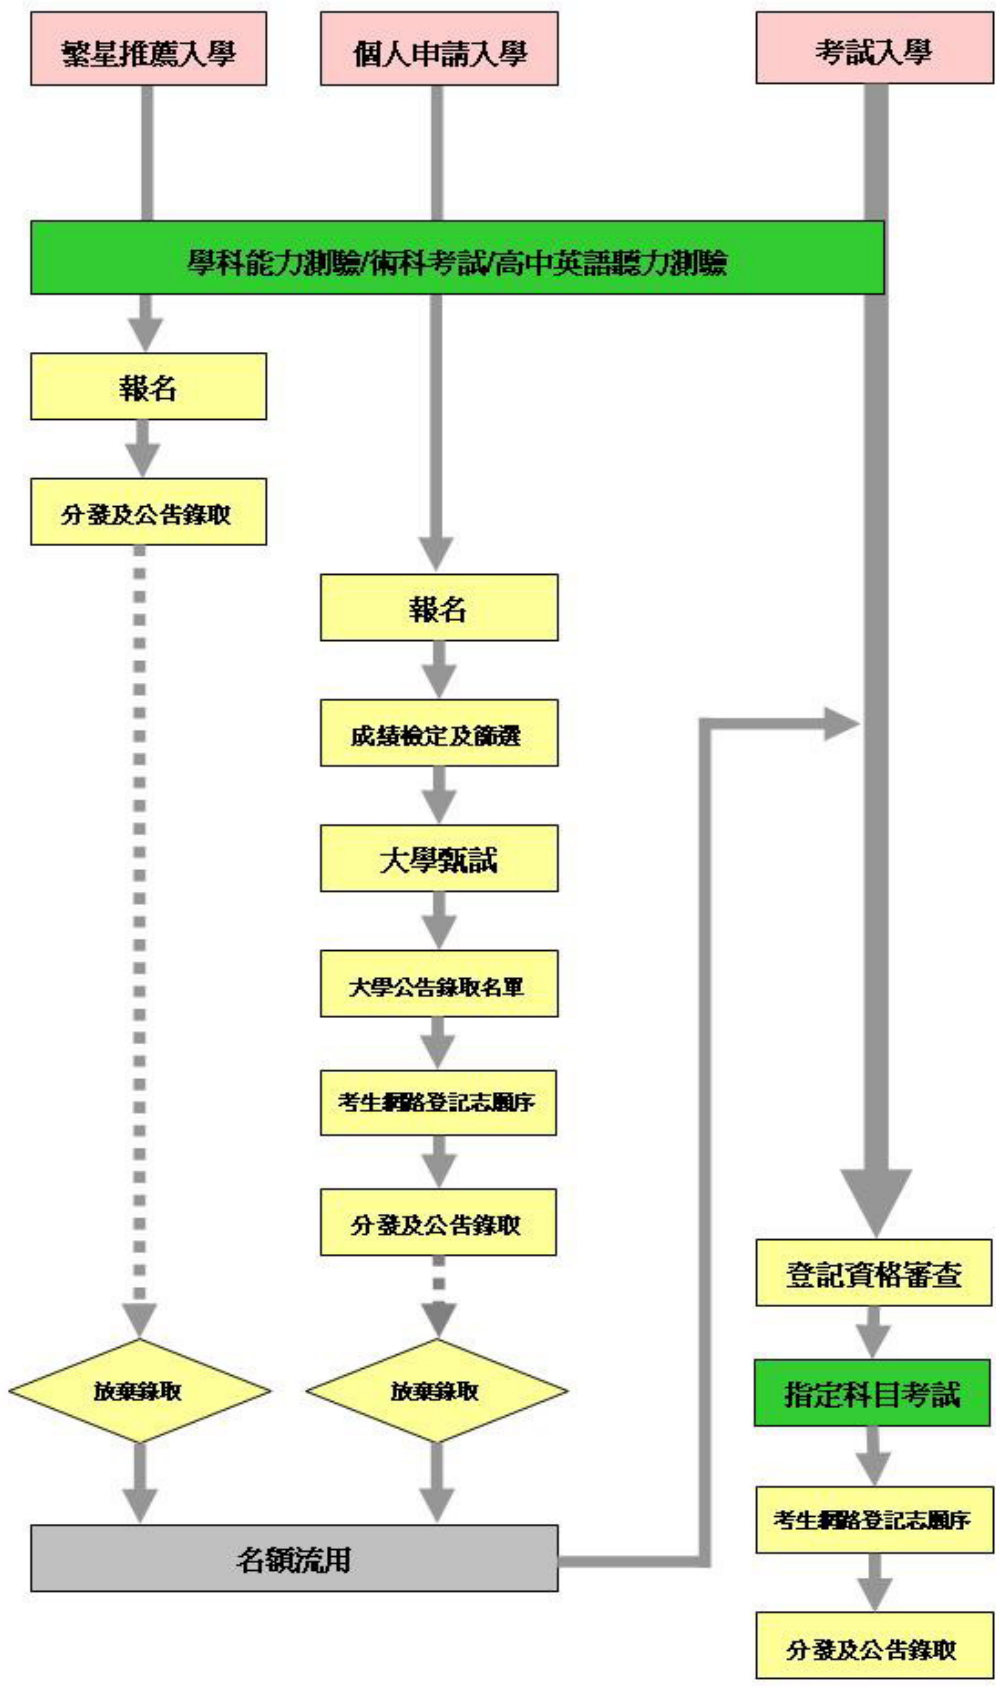 繁星推薦入學
個人申請入學
考試入學
學科能力測驗/術科考試/高中英語聽力測驗
報名
分發及公告錄取
報名
成績檢定及篩選
大學甄試
大學公告錄取名單
考生網路登記志願序
分發及公告錄取
放棄錄取
放棄錄取
名額流用
登記資格審查
指定科目考試
考生網路登記志願序
分發及公告錄取